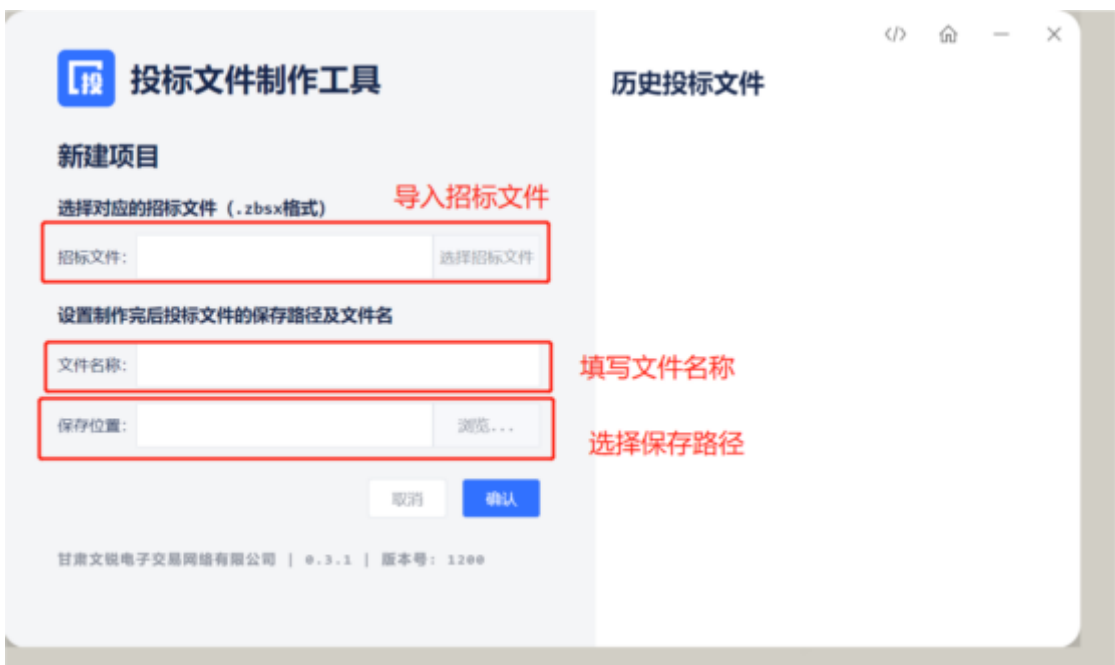 投
投标文件制作工具
历史投标文件
新建项目
导入招标文件
选择对应的招标文件（.zbsx格式）
招标文件：
选择招标文件
设置制作完后投标文件的保存路径及文件名
文件名称：
填写文件名称
保存位置：
浏览...
选择保存路径
取消
确认
甘肃文锐电子交易网络有限公司 | 0.3.1 | 版本号: 1200